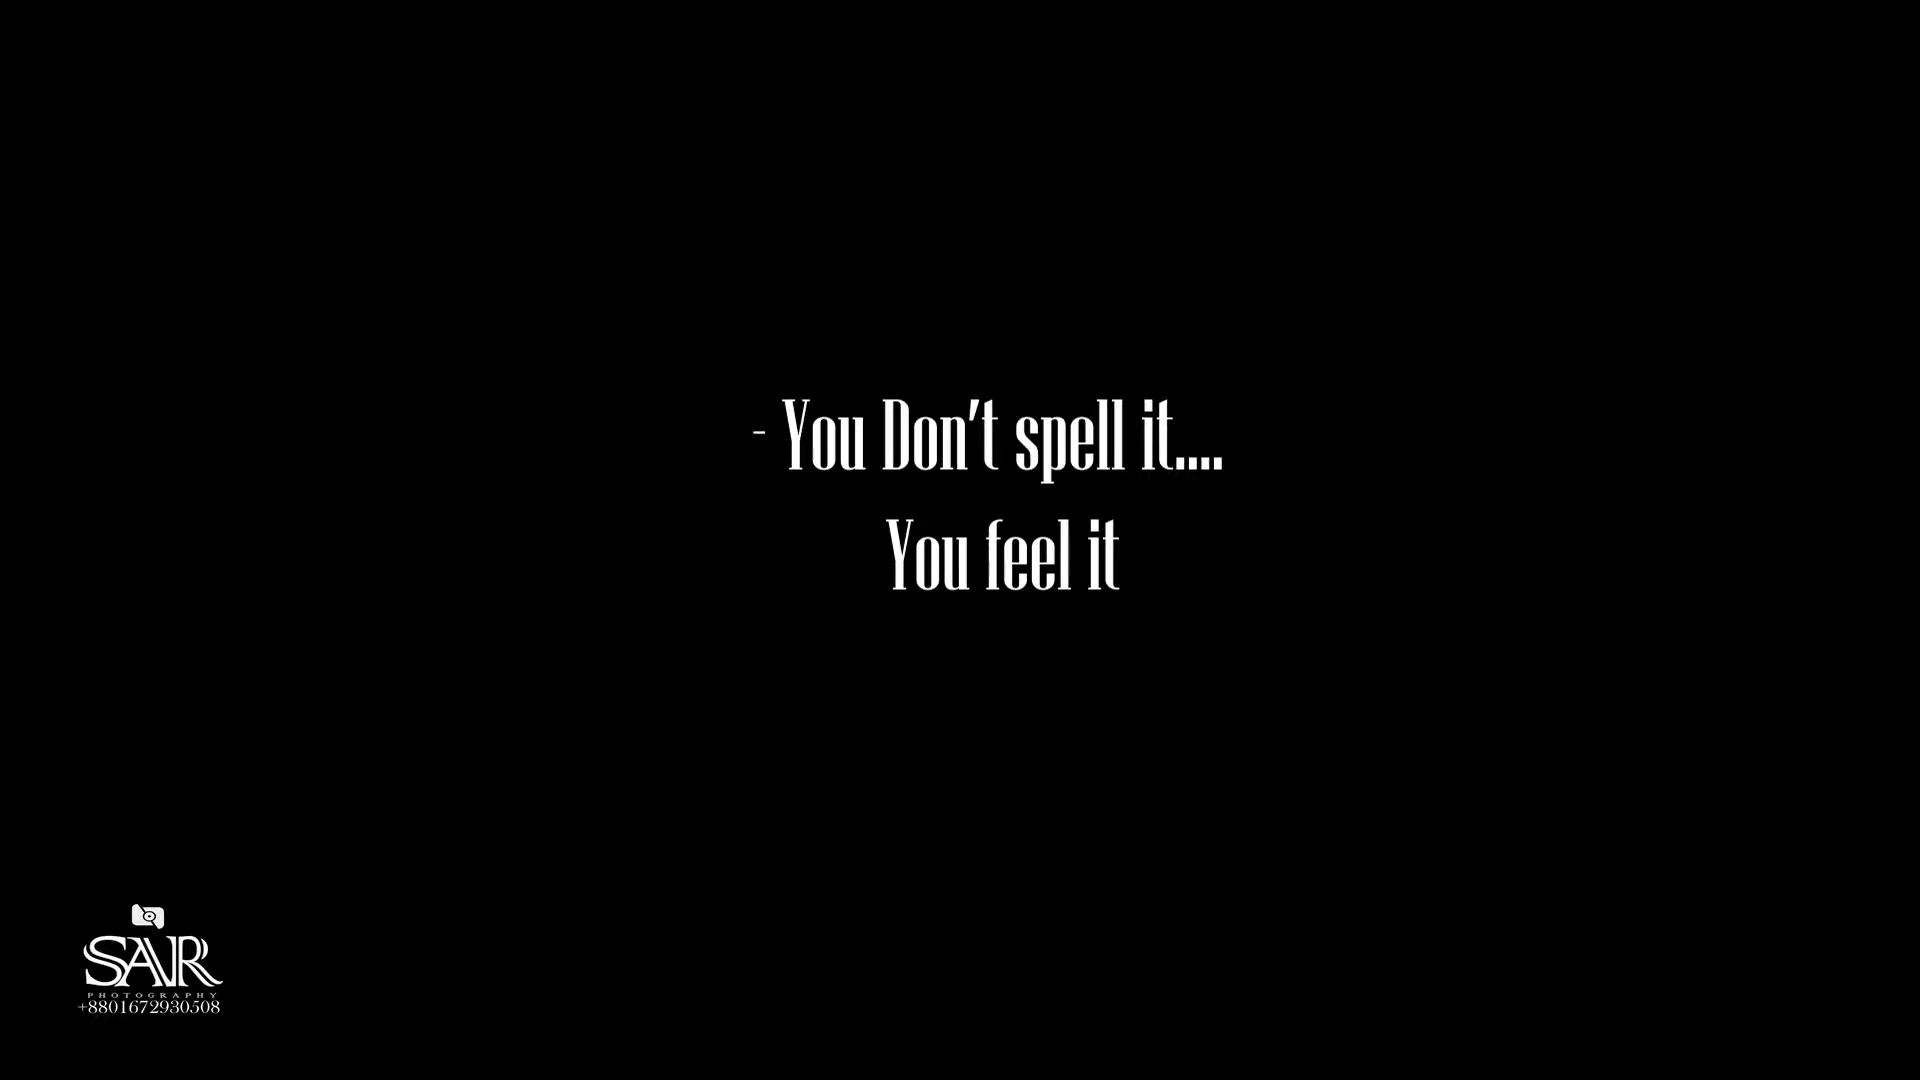 - You Don't spell it....
You feel it
SAR
PHOTOGRAPHY
+8801672930508